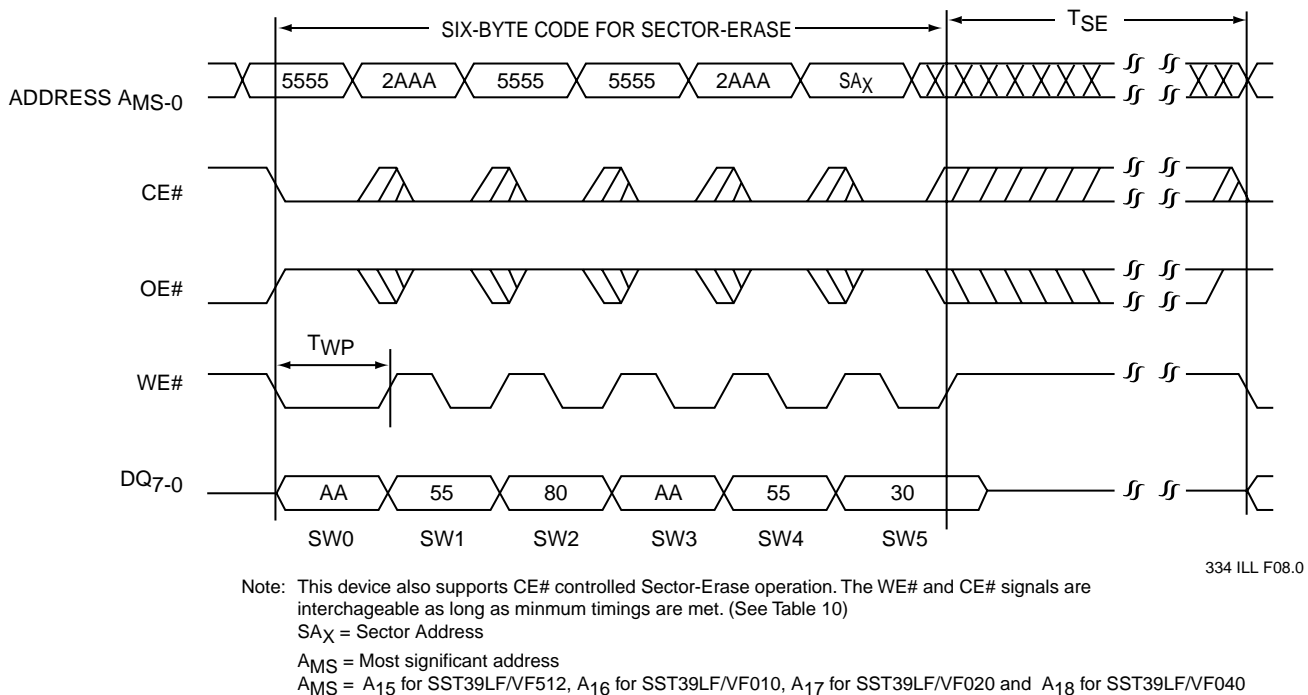 SIX-BYTE CODE FOR SECTOR-ERASE TSE
ADDRESS AMS-0 5555 2AAA 5555 5555 2AAA SAX
CE#
OE#
TWP
WE#
DQ7-0 AA 55 80 AA 55 30
SW0 SW1 SW2 SW3 SW4 SW5
334 ILL F08.0
Note: This device also supports CE# controlled Sector-Erase operation. The WE# and CE# signals are
interchageable as long as minmum timings are met. (See Table 10)
SAX = Sector Address
AMS = Most significant address
AMS = A15 for SST39LF/VF512, A16 for SST39LF/VF010, A17 for SST39LF/VF020 and A18 for SST39LF/VF040